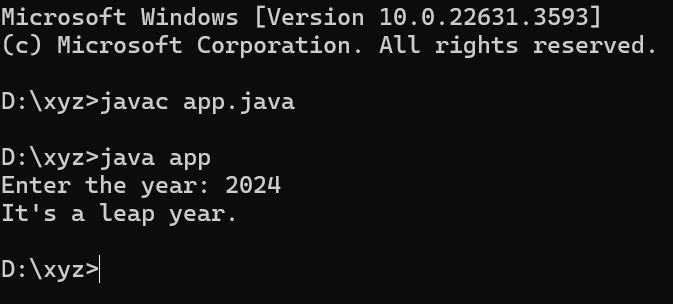 Microsoft Windows [Version 10.0.22631.3593]
(c) Microsoft Corporation. All rights reserved.
D:\xyz>javac app.java
D:\xyz>java app
Enter the year: 2024
It's a leap year.
D:\xyz>